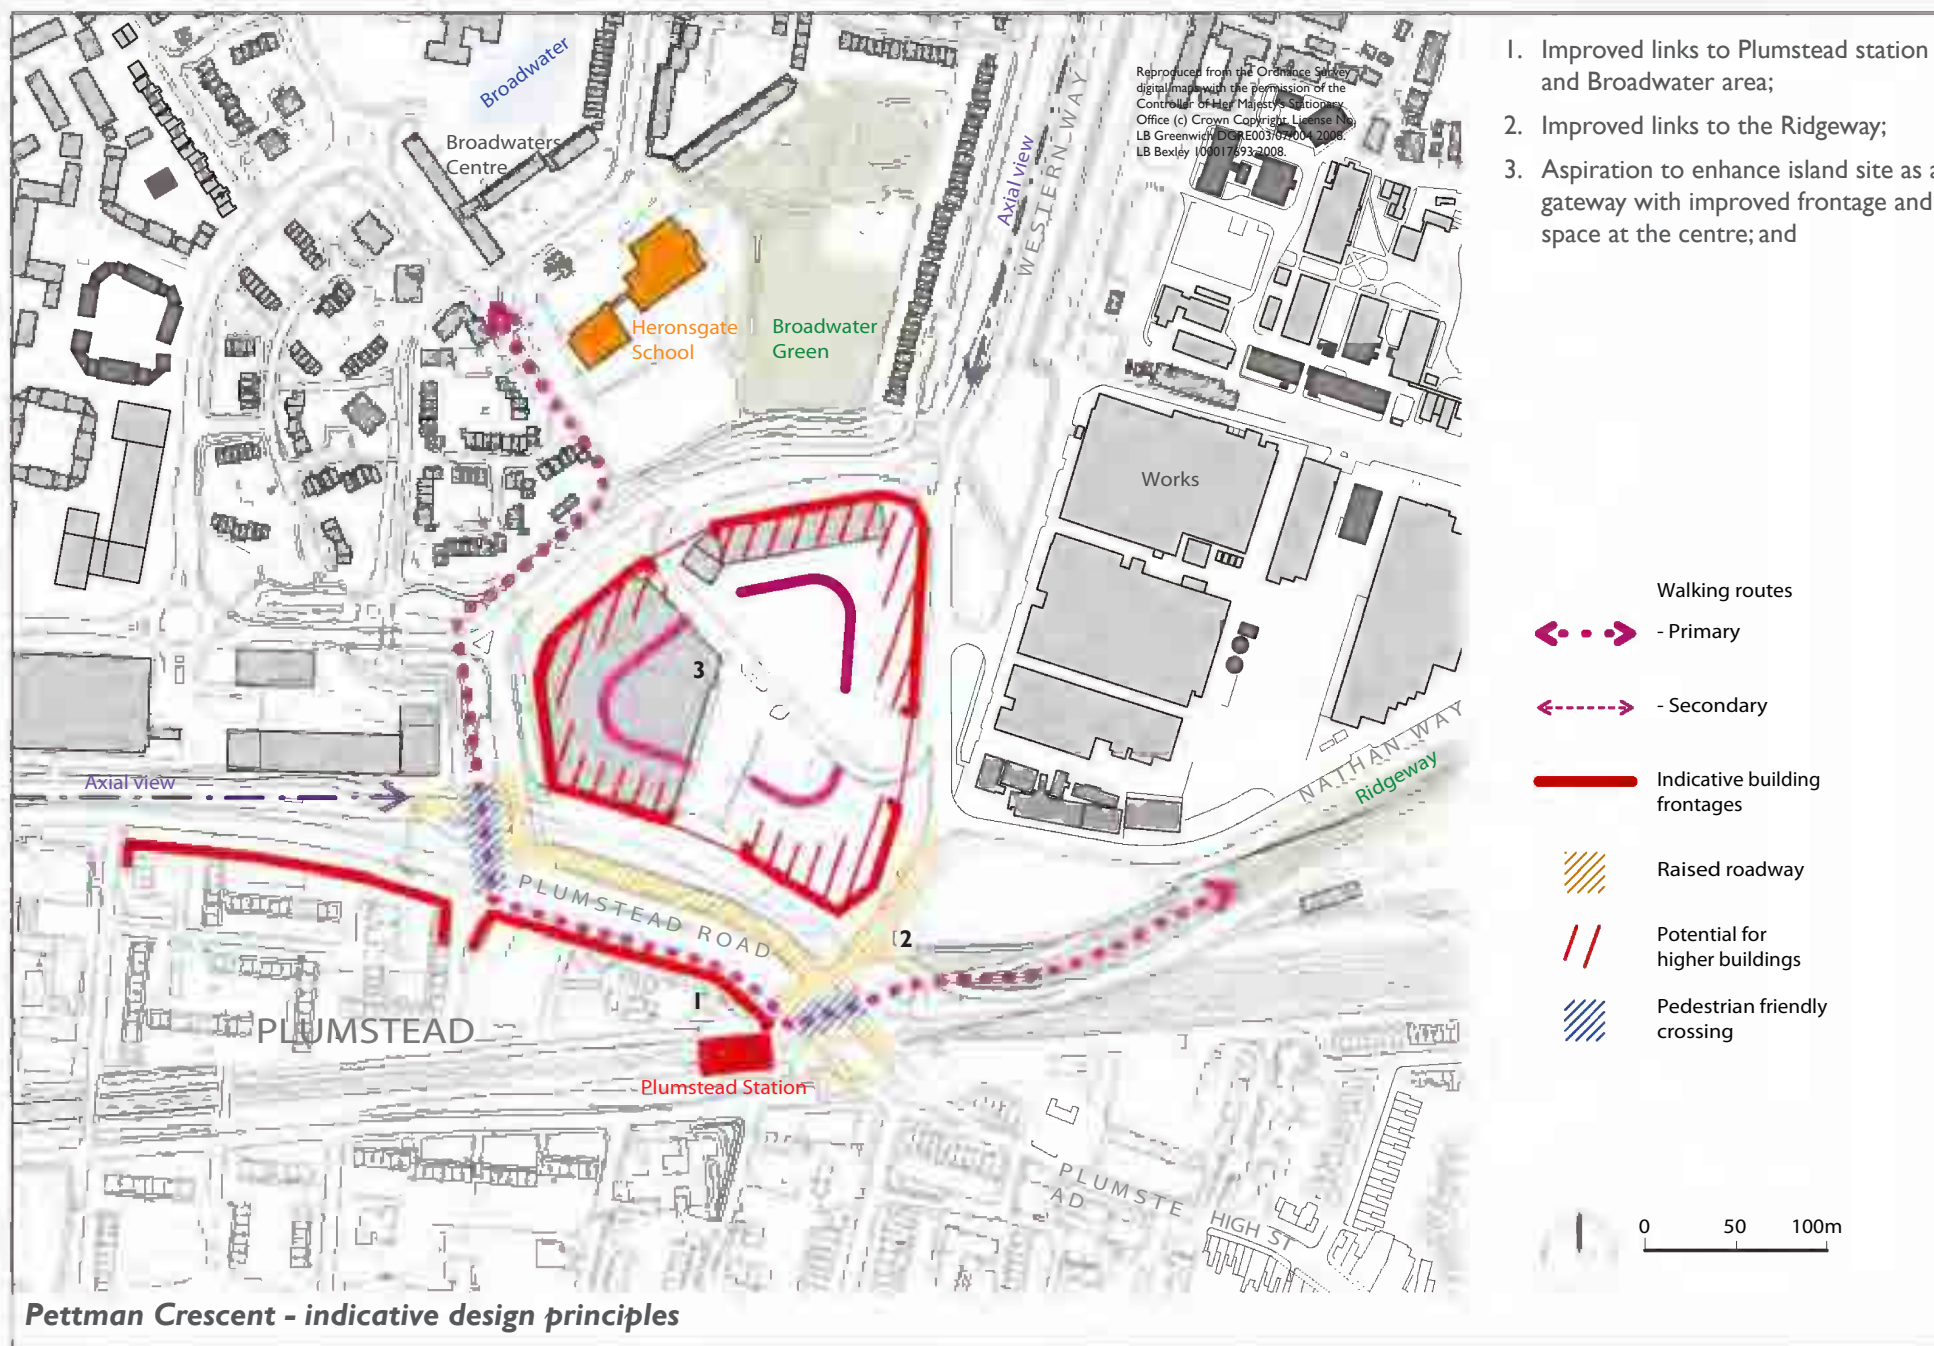 Broadwater
Broadwaters
Centre
Reproduced from the Ordnance Survey
digital maps with the permission of the
Controller of Her Majesty's Stationary
Office (c) Crown Copyright. License No.
LB Greenwich DGRE003/07/004 2008.
LB Bexley 100017693 2008.
Axial view
WESTERN WAY
Heronsgate
School
Broadwater
Green
Works
3
Axial view
NATHAN WAY
Ridgeway
PLUMSTEAD ROAD
2
1
PLUMSTEAD
Plumstead Station
PLUMSTE
AD
HIGH ST
1. Improved links to Plumstead station
and Broadwater area;
2. Improved links to the Ridgeway;
3. Aspiration to enhance island site as a
gateway with improved frontage and
space at the centre; and
Walking routes
- Primary
- Secondary
Indicative building
frontages
Raised roadway
Potential for
higher buildings
Pedestrian friendly
crossing
0 50 100m
Pettman Crescent - indicative design principles